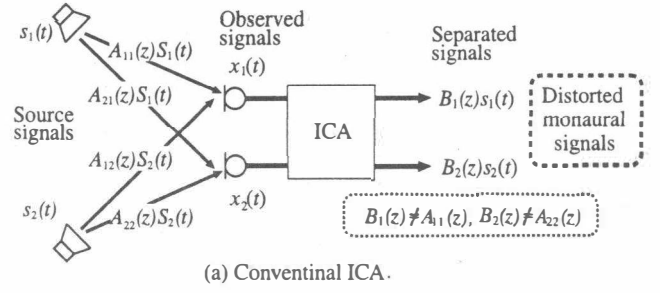 s₁(t)
A₁₁(z)S₁(t)
A₂₁(z)S₁(t)
Source
signals
A₁₂(z)S₂(t)
s₂(t)
A₂₂(z)S₂(t)
Observed
signals
x₁(t)
x₂(t)
ICA
Separated
signals
B₁(z)s₁(t)
B₂(z)s₂(t)
Distorted
monaural
signals
B₁(z)≠A₁₁(z), B₂(z)≠A₂₂(z)
(a) Conventinal ICA.